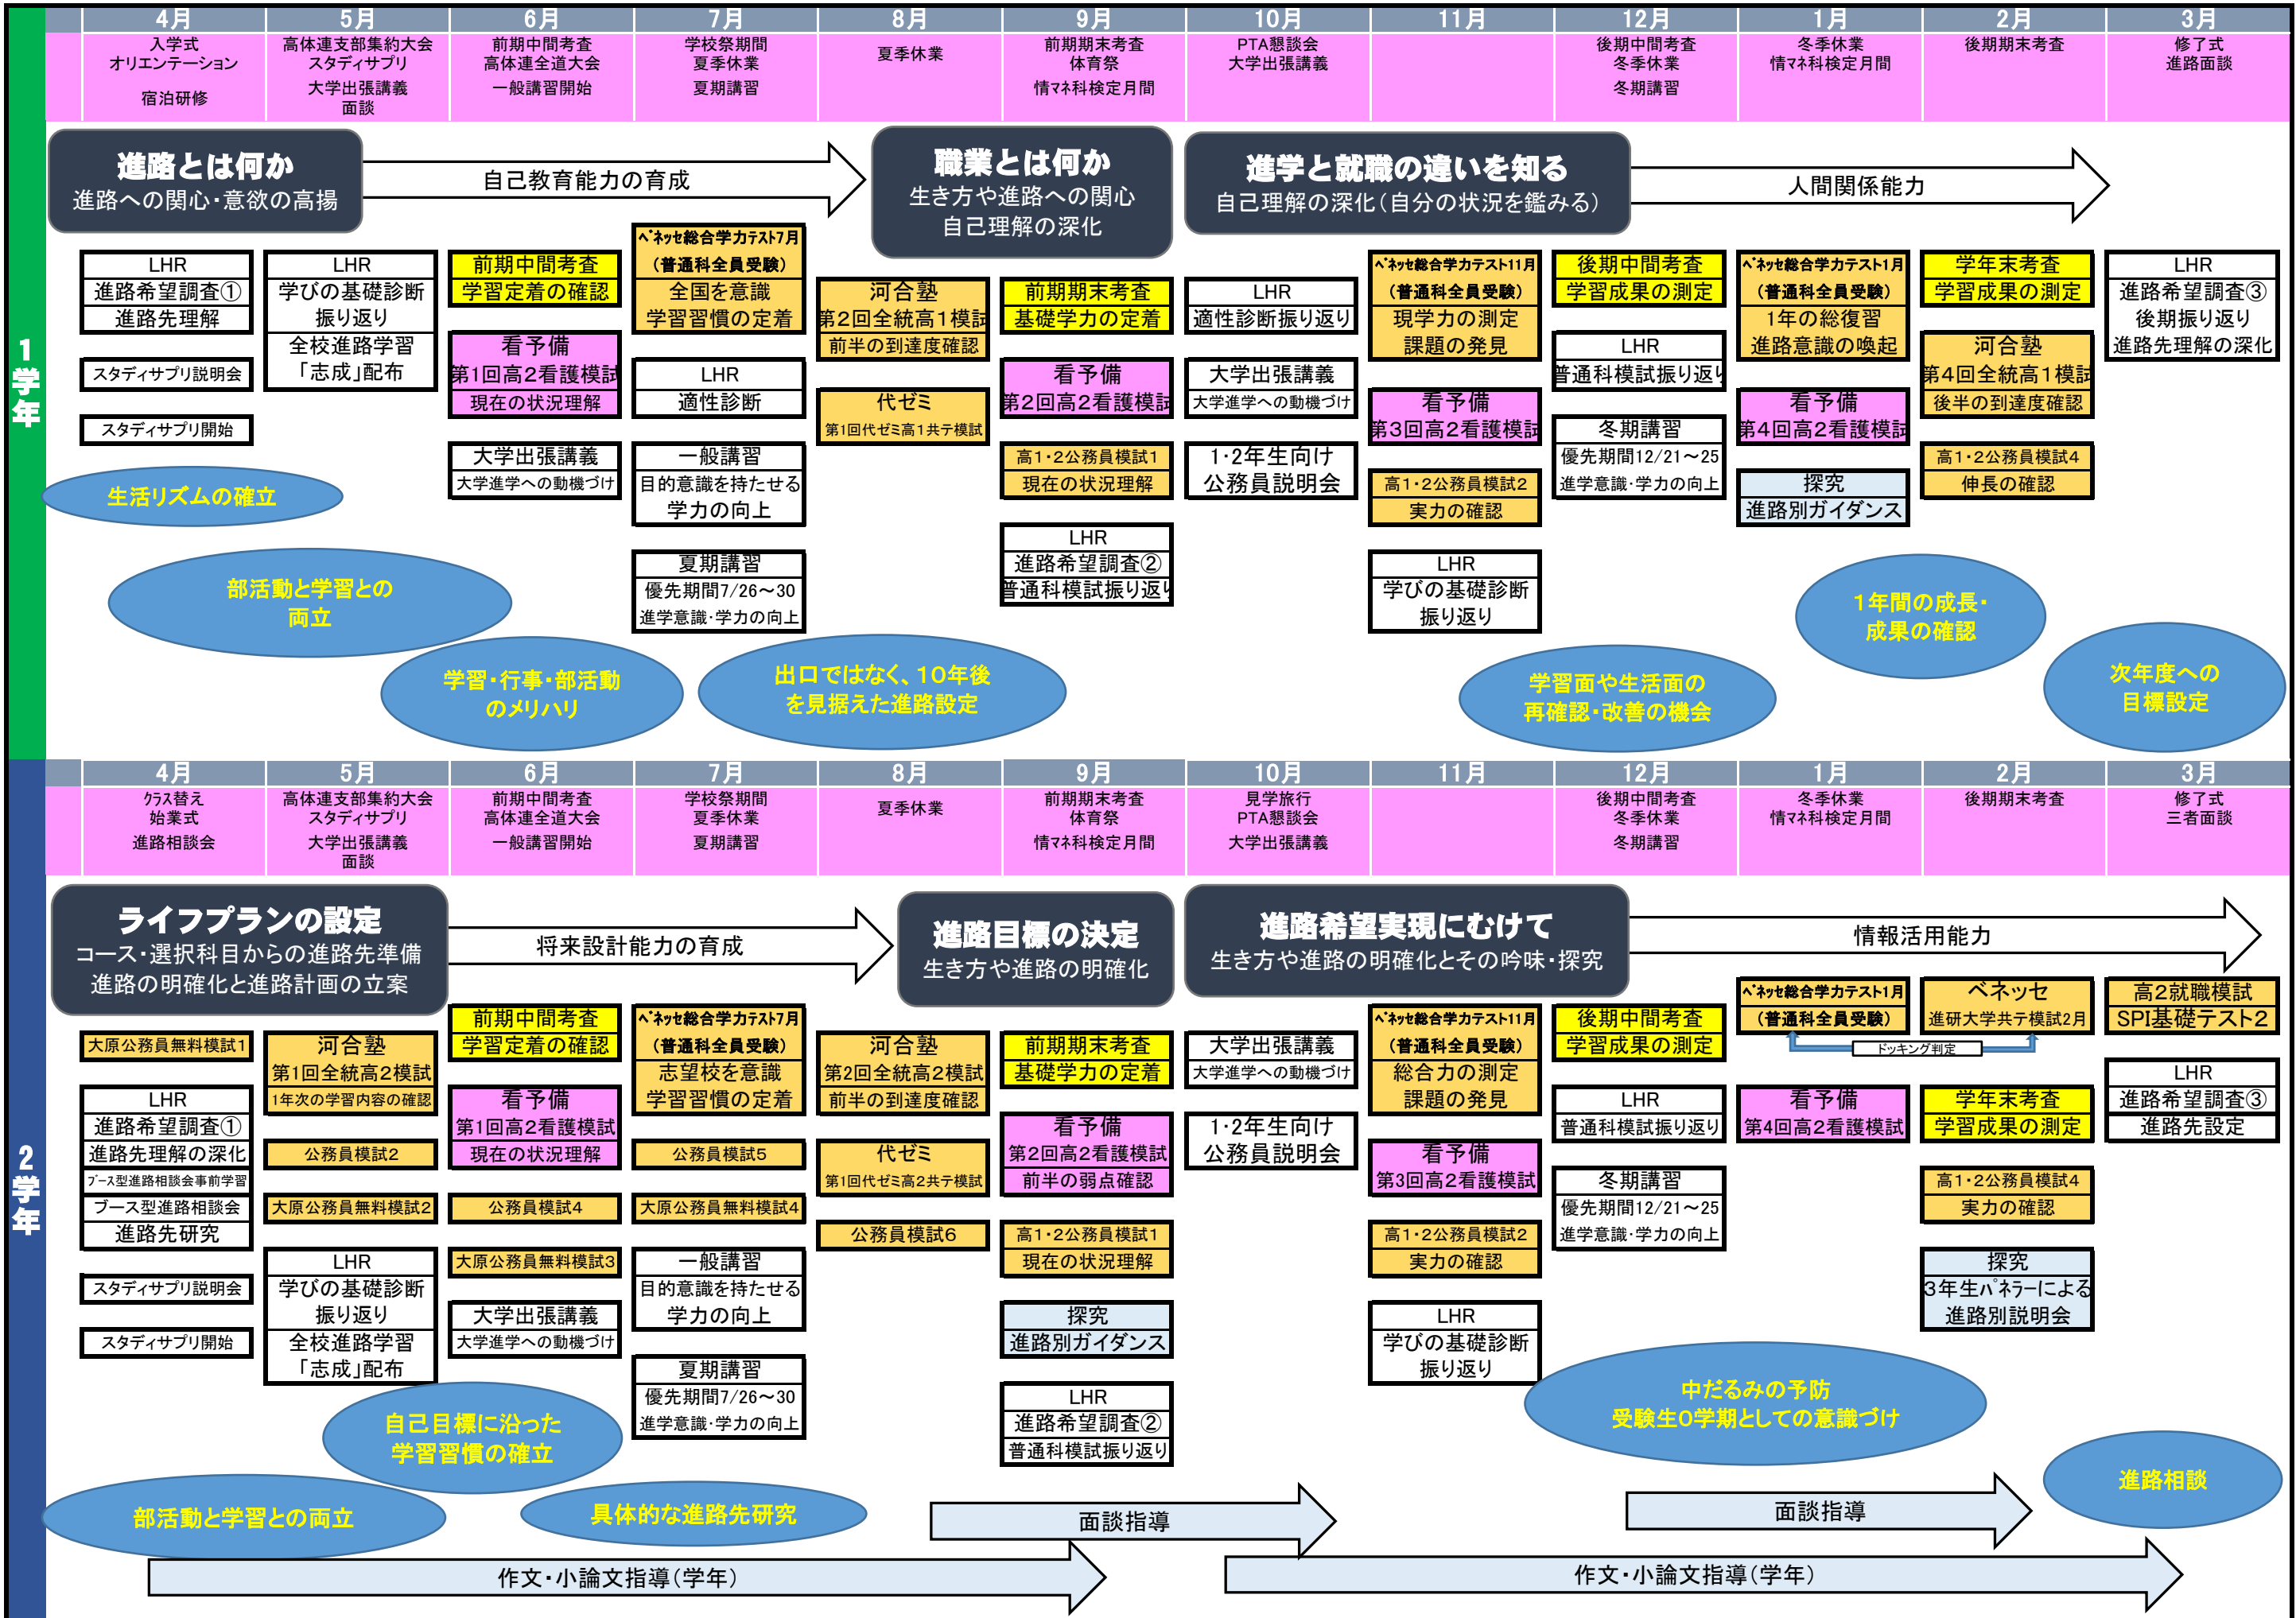 1学年
4月
5月
6月
7月
8月
9月
10月
11月
12月
1月
2月
3月
入学式
オリエンテーション
宿泊研修
高体連支部集約大会
スタディサプリ
大学出張講義
面談
前期中間考査
高体連全道大会
一般講習開始
学校祭期間
夏季休業
夏期講習
夏季休業
前期期末考査
体育祭
情マネ科検定月間
PTA懇談会
大学出張講義
後期中間考査
冬季休業
冬期講習
冬季休業
情マネ科検定月間
後期期末考査
修了式
進路面談
進路とは何か
進路への関心・意欲の高揚
自己教育能力の育成
職業とは何か
生き方や進路への関心
自己理解の深化
進学と就職の違いを知る
自己理解の深化(自分の状況を鑑みる)
人間関係能力
LHR
進路希望調査①
進路先理解
スタディサプリ説明会
スタディサプリ開始
LHR
学びの基礎診断
振り返り
全校進路学習
「志成」配布
前期中間考査
学習定着の確認
看予備
第1回高2看護模試
現在の状況理解
大学出張講義
大学進学への動機づけ
ベネッセ総合学力テスト7月
(普通科全員受験)
全国を意識
学習習慣の定着
LHR
適性診断
一般講習
目的意識を持たせる
学力の向上
夏期講習
優先期間7/26～30
進学意識・学力の向上
河合塾
第2回全統高1模試
前半の到達度確認
代ゼミ
第1回代ゼミ高1共テ模試
前期期末考査
基礎学力の定着
看予備
第2回高2看護模試
高1・2公務員模試1
現在の状況理解
LHR
進路希望調査②
普通科模試振り返り
LHR
適性診断振り返り
大学出張講義
大学進学への動機づけ
1・2年生向け
公務員説明会
ベネッセ総合学力テスト11月
(普通科全員受験)
現学力の測定
課題の発見
看予備
第3回高2看護模試
高1・2公務員模試2
実力の確認
LHR
学びの基礎診断
振り返り
後期中間考査
学習成果の測定
LHR
普通科模試振り返り
冬期講習
優先期間12/21～25
進学意識・学力の向上
ベネッセ総合学力テスト1月
(普通科全員受験)
1年の総復習
進路意識の喚起
看予備
第4回高2看護模試
探究
進路別ガイダンス
学年末考査
学習成果の測定
河合塾
第4回全統高1模試
後半の到達度確認
高1・2公務員模試4
伸長の確認
LHR
進路希望調査③
後期振り返り
進路先理解の深化
生活リズムの確立
部活動と学習との
両立
学習・行事・部活動
のメリハリ
出口ではなく、10年後
を見据えた進路設定
学習面や生活面の
再確認・改善の機会
1年間の成長・
成果の確認
次年度への
目標設定
2学年
4月
5月
6月
7月
8月
9月
10月
11月
12月
1月
2月
3月
クラス替え
始業式
進路相談会
高体連支部集約大会
スタディサプリ
大学出張講義
面談
前期中間考査
高体連全道大会
一般講習開始
学校祭期間
夏季休業
夏期講習
夏季休業
前期期末考査
体育祭
情マネ科検定月間
見学旅行
PTA懇談会
大学出張講義
後期中間考査
冬季休業
冬期講習
冬季休業
情マネ科検定月間
後期期末考査
修了式
三者面談
ライフプランの設定
コース・選択科目からの進路先準備
進路の明確化と進路計画の立案
将来設計能力の育成
進路目標の決定
生き方や進路の明確化
進路希望実現にむけて
生き方や進路の明確化とその吟味・探究
情報活用能力
大原公務員無料模試1
LHR
進路希望調査①
進路先理解の深化
ブース型進路相談会事前学習
ブース型進路相談会
進路先研究
スタディサプリ説明会
スタディサプリ開始
河合塾
第1回全統高2模試
1年次の学習内容の確認
公務員模試2
大原公務員無料模試2
LHR
学びの基礎診断
振り返り
全校進路学習
「志成」配布
前期中間考査
学習定着の確認
看予備
第1回高2看護模試
現在の状況理解
公務員模試4
大原公務員無料模試3
大学出張講義
大学進学への動機づけ
ベネッセ総合学力テスト7月
(普通科全員受験)
志望校を意識
学習習慣の定着
公務員模試5
大原公務員無料模試4
一般講習
目的意識を持たせる
学力の向上
夏期講習
優先期間7/26～30
進学意識・学力の向上
河合塾
第2回全統高2模試
前半の到達度確認
代ゼミ
第1回代ゼミ高2共テ模試
公務員模試6
前期期末考査
基礎学力の定着
看予備
第2回高2看護模試
前半の弱点確認
高1・2公務員模試1
現在の状況理解
探究
進路別ガイダンス
LHR
進路希望調査②
普通科模試振り返り
大学出張講義
大学進学への動機づけ
1・2年生向け
公務員説明会
ベネッセ総合学力テスト11月
(普通科全員受験)
総合力の測定
課題の発見
看予備
第3回高2看護模試
高1・2公務員模試2
実力の確認
LHR
学びの基礎診断
振り返り
後期中間考査
学習成果の測定
LHR
普通科模試振り返り
冬期講習
優先期間12/21～25
進学意識・学力の向上
ベネッセ総合学力テスト1月
(普通科全員受験)
ドッキング判定
看予備
第4回高2看護模試
ベネッセ
進研大学共テ模試2月
学年末考査
学習成果の測定
高1・2公務員模試4
実力の確認
探究
3年生パネラーによる
進路別説明会
高2就職模試
SPI基礎テスト2
LHR
進路希望調査③
進路先設定
自己目標に沿った
学習習慣の確立
部活動と学習との両立
具体的な進路先研究
中だるみの予防
受験生0学期としての意識づけ
進路相談
面談指導
面談指導
作文・小論文指導(学年)
作文・小論文指導(学年)